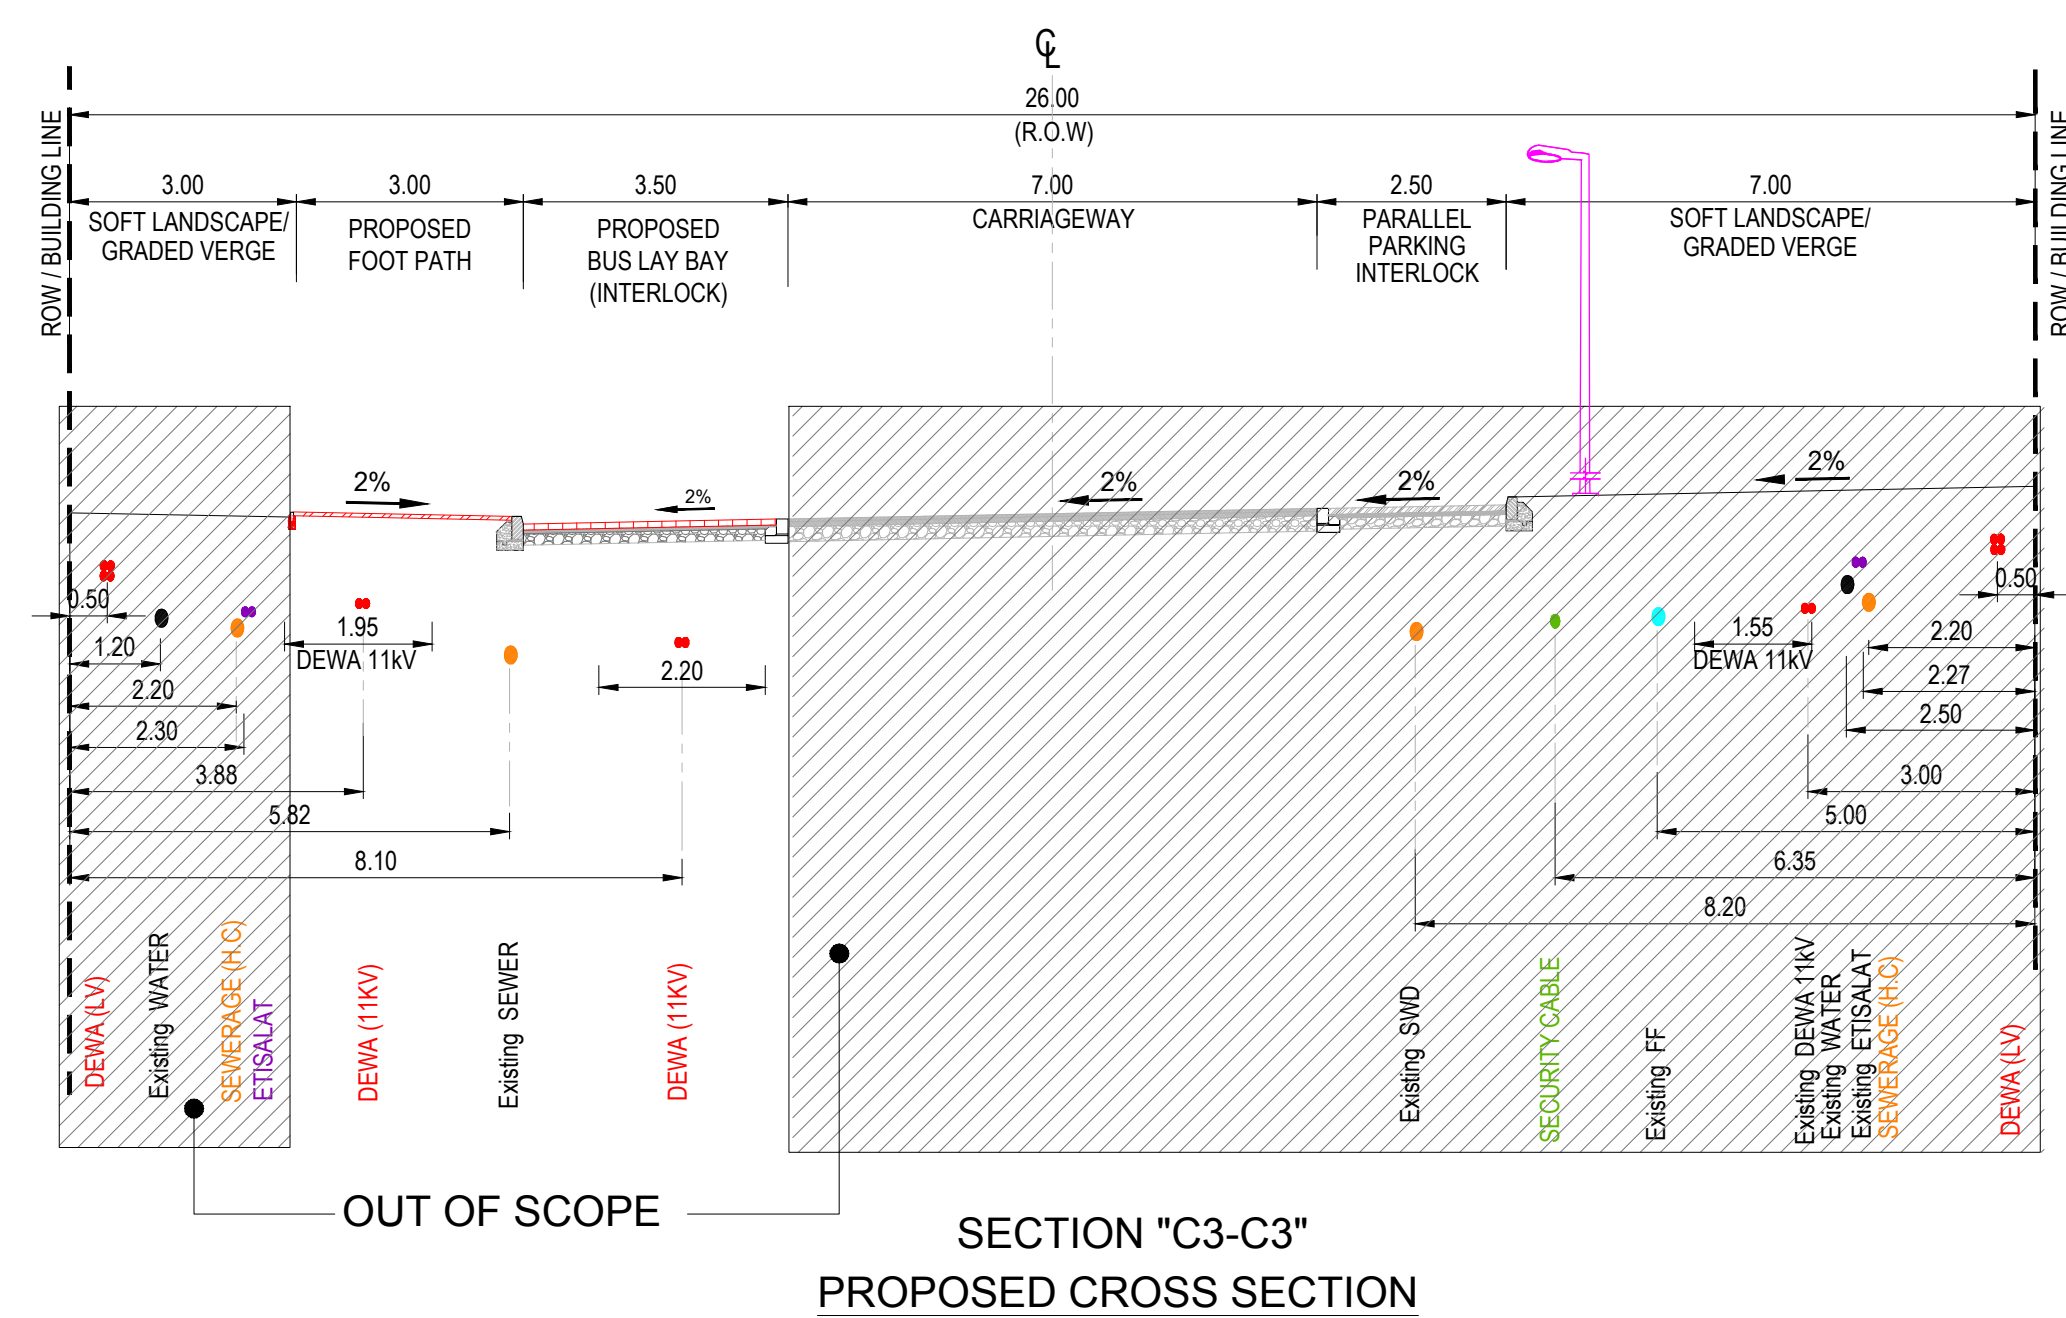 ℄
26.00
(R.O.W)
ROW / BUILDING LINE
ROW / BUILDING LINE
3.00
SOFT LANDSCAPE/
GRADED VERGE
3.00
PROPOSED
FOOT PATH
3.50
PROPOSED
BUS LAY BAY
(INTERLOCK)
7.00
CARRIAGEWAY
2.50
PARALLEL
PARKING
INTERLOCK
7.00
SOFT LANDSCAPE/
GRADED VERGE
2%
2%
2%
2%
2%
0.50
1.20
2.20
2.30
3.88
5.82
8.10
1.95
DEWA 11kV
2.20
1.55
DEWA 11kV
0.50
2.20
2.27
2.50
3.00
5.00
6.35
8.20
DEWA (LV)
Existing WATER
SEWERAGE (H.C)
ETISALAT
DEWA (11KV)
Existing SEWER
DEWA (11KV)
Existing SWD
SECURITY CABLE
Existing FF
Existing DEWA 11kV
Existing WATER
Existing ETISALAT
SEWERAGE (H.C)
DEWA (LV)
OUT OF SCOPE
SECTION "C3-C3"
PROPOSED CROSS SECTION